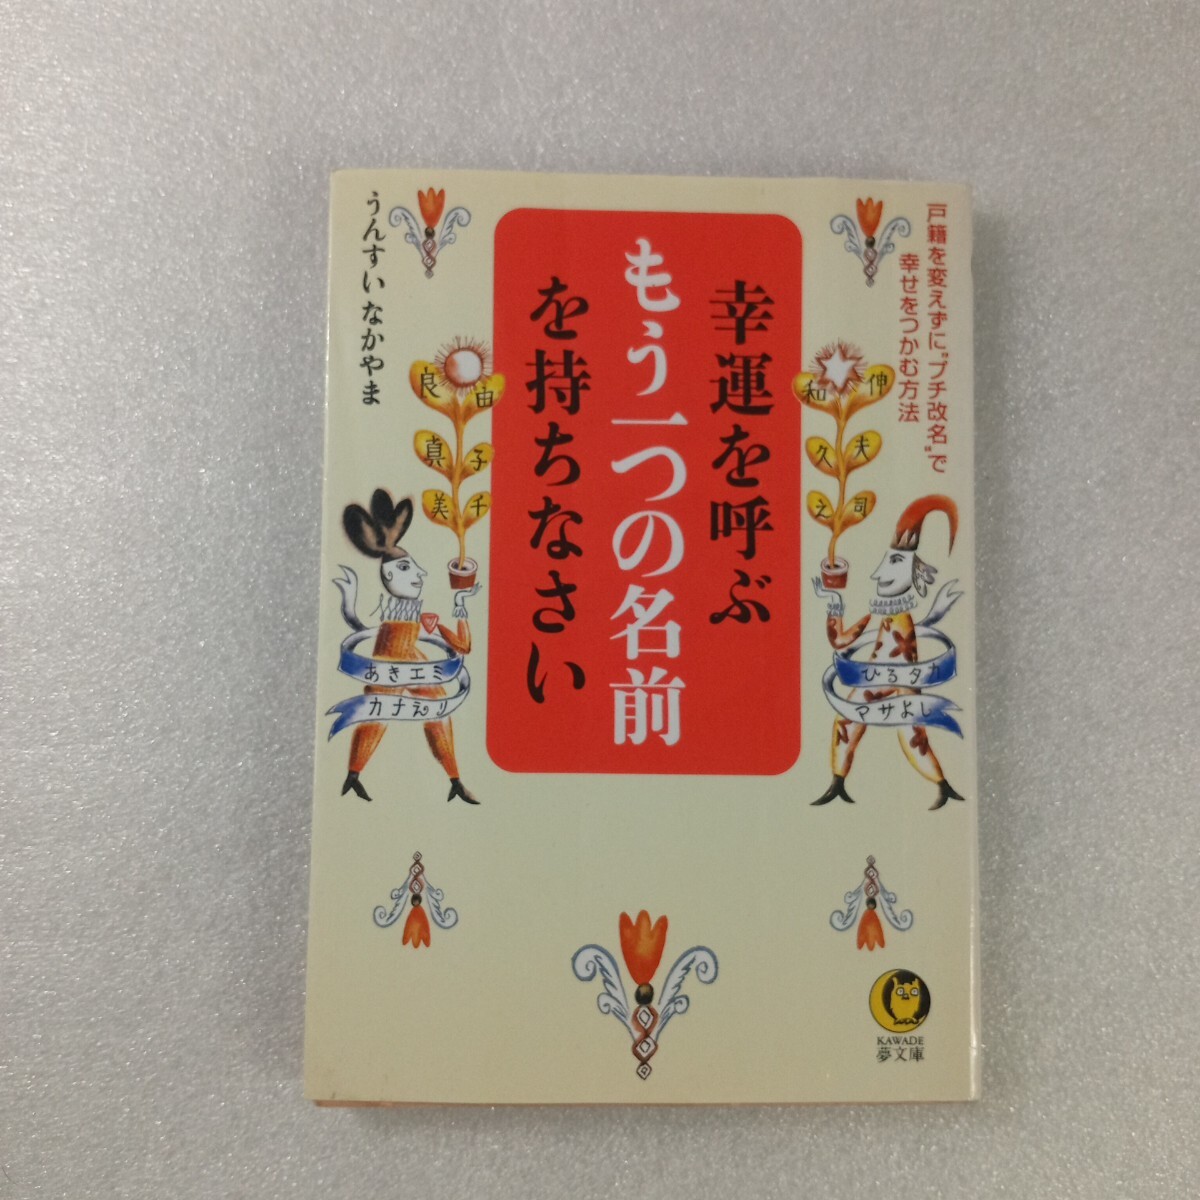 戸籍を変えずに"プチ改名"で
幸せをつかむ方法
幸運を呼ぶ
もう一つの名前
を持ちなさい
うんすい なかやま
伸
和
夫
久
司
之
由
良
子
真
千
美
ひろタカ
マサよし
あきエミ
カナえり
KAWADE
夢文庫